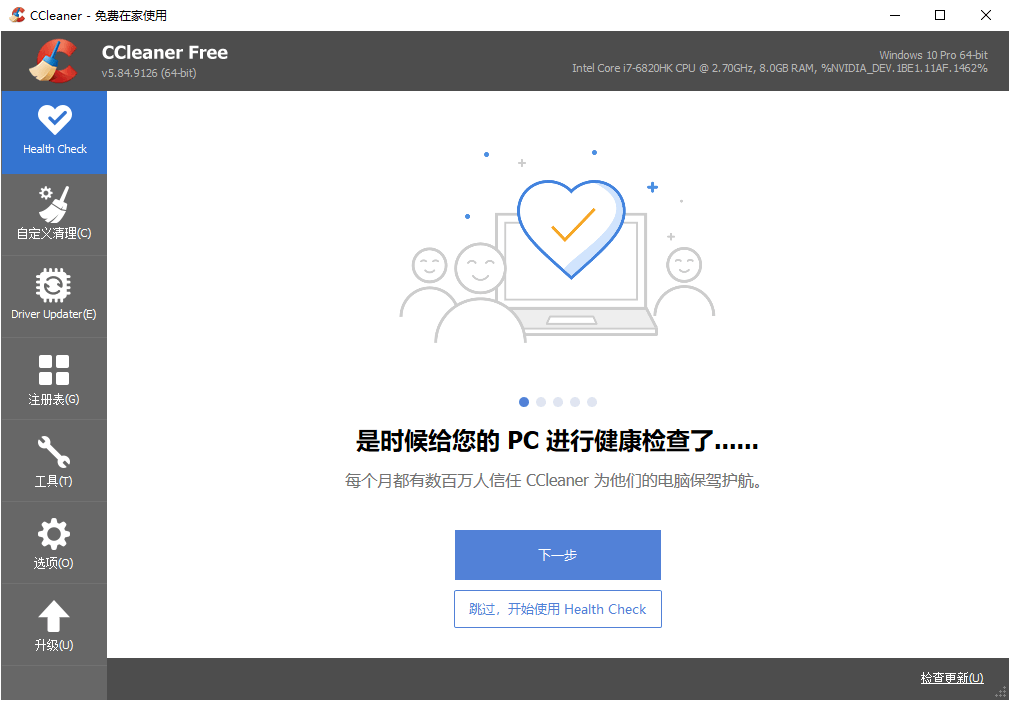 CCleaner - 免费在家使用
CCleaner Free
v5.84.9126 (64-bit)
Windows 10 Pro 64-bit
Intel Core i7-6820HK CPU @ 2.70GHz, 8.0GB RAM, %NVIDIA_DEV.1BE1.11AF.1462%
Health Check
自定义清理(C)
Driver Updater(E)
注册表(G)
工具(T)
选项(O)
升级(U)
是时候给您的 PC 进行健康检查了......
每个月都有数百万人信任 CCleaner 为他们的电脑保驾护航。
下一步
跳过，开始使用 Health Check
检查更新(U)